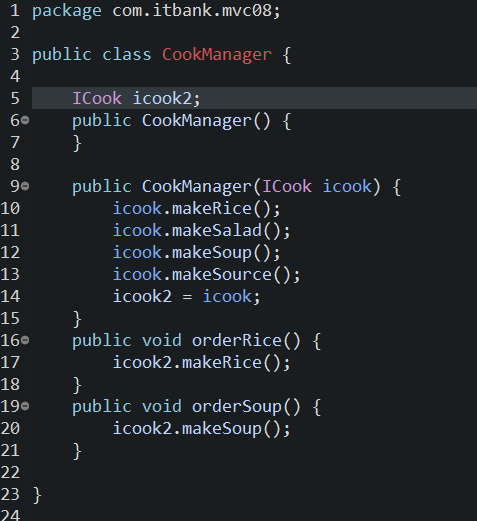 1 package com.itbank.mvc08;
2
3 public class CookManager {
4
5     ICook icook2;
6     public CookManager() {
7     }
8
9     public CookManager(ICook icook) {
10         icook.makeRice();
11         icook.makeSalad();
12         icook.makeSoup();
13         icook.makeSource();
14         icook2 = icook;
15     }
16     public void orderRice() {
17         icook2.makeRice();
18     }
19     public void orderSoup() {
20         icook2.makeSoup();
21     }
22
23 }
24